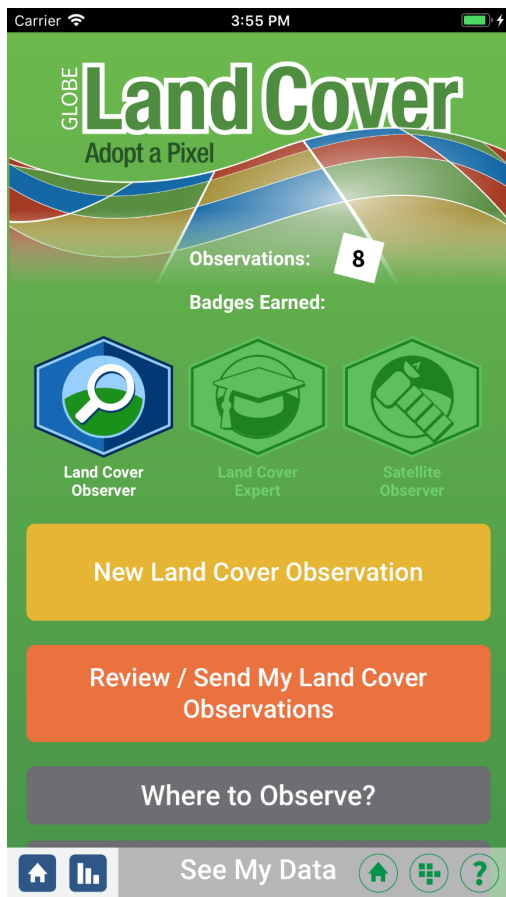 Carrier 3:55 PM
GLOBE
Land Cover
Adopt a Pixel
Observations: 8
Badges Earned:
Land Cover
Observer
Land Cover
Expert
Satellite
Observer
New Land Cover Observation
Review / Send My Land Cover
Observations
Where to Observe?
See My Data
?